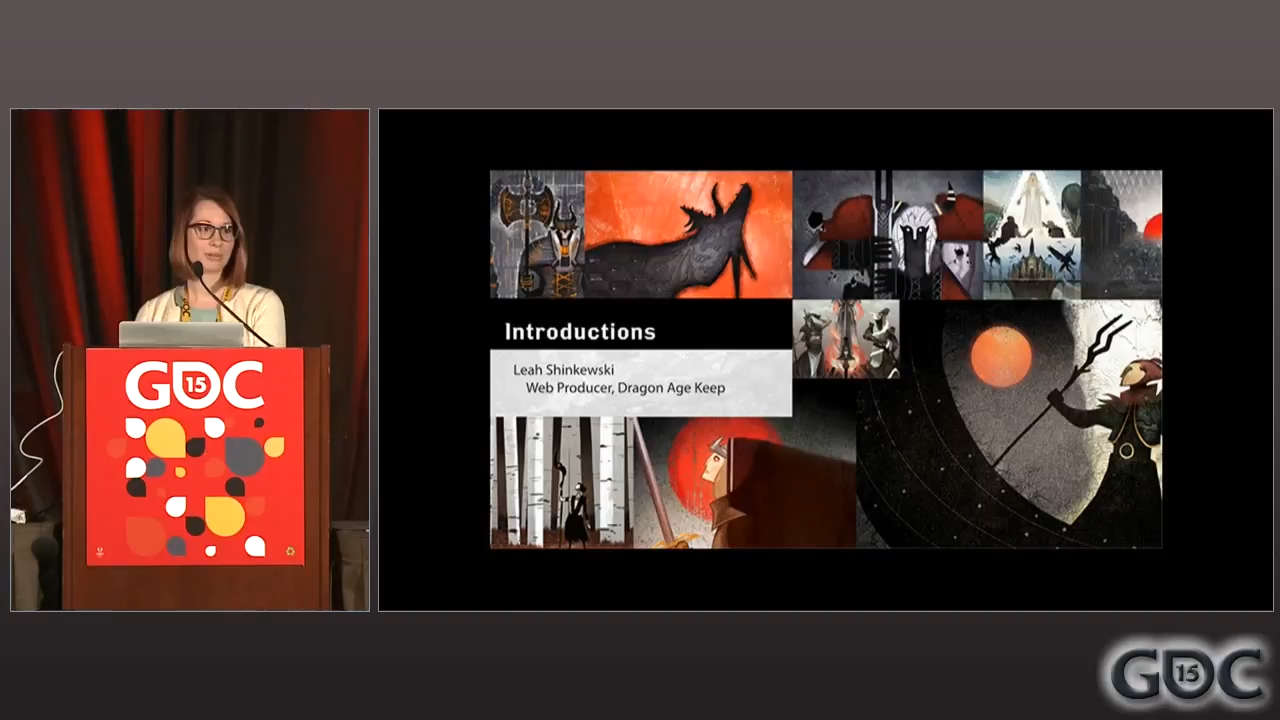 GDC
15
Introductions
Leah Shinkewski
Web Producer, Dragon Age Keep
GDC
15